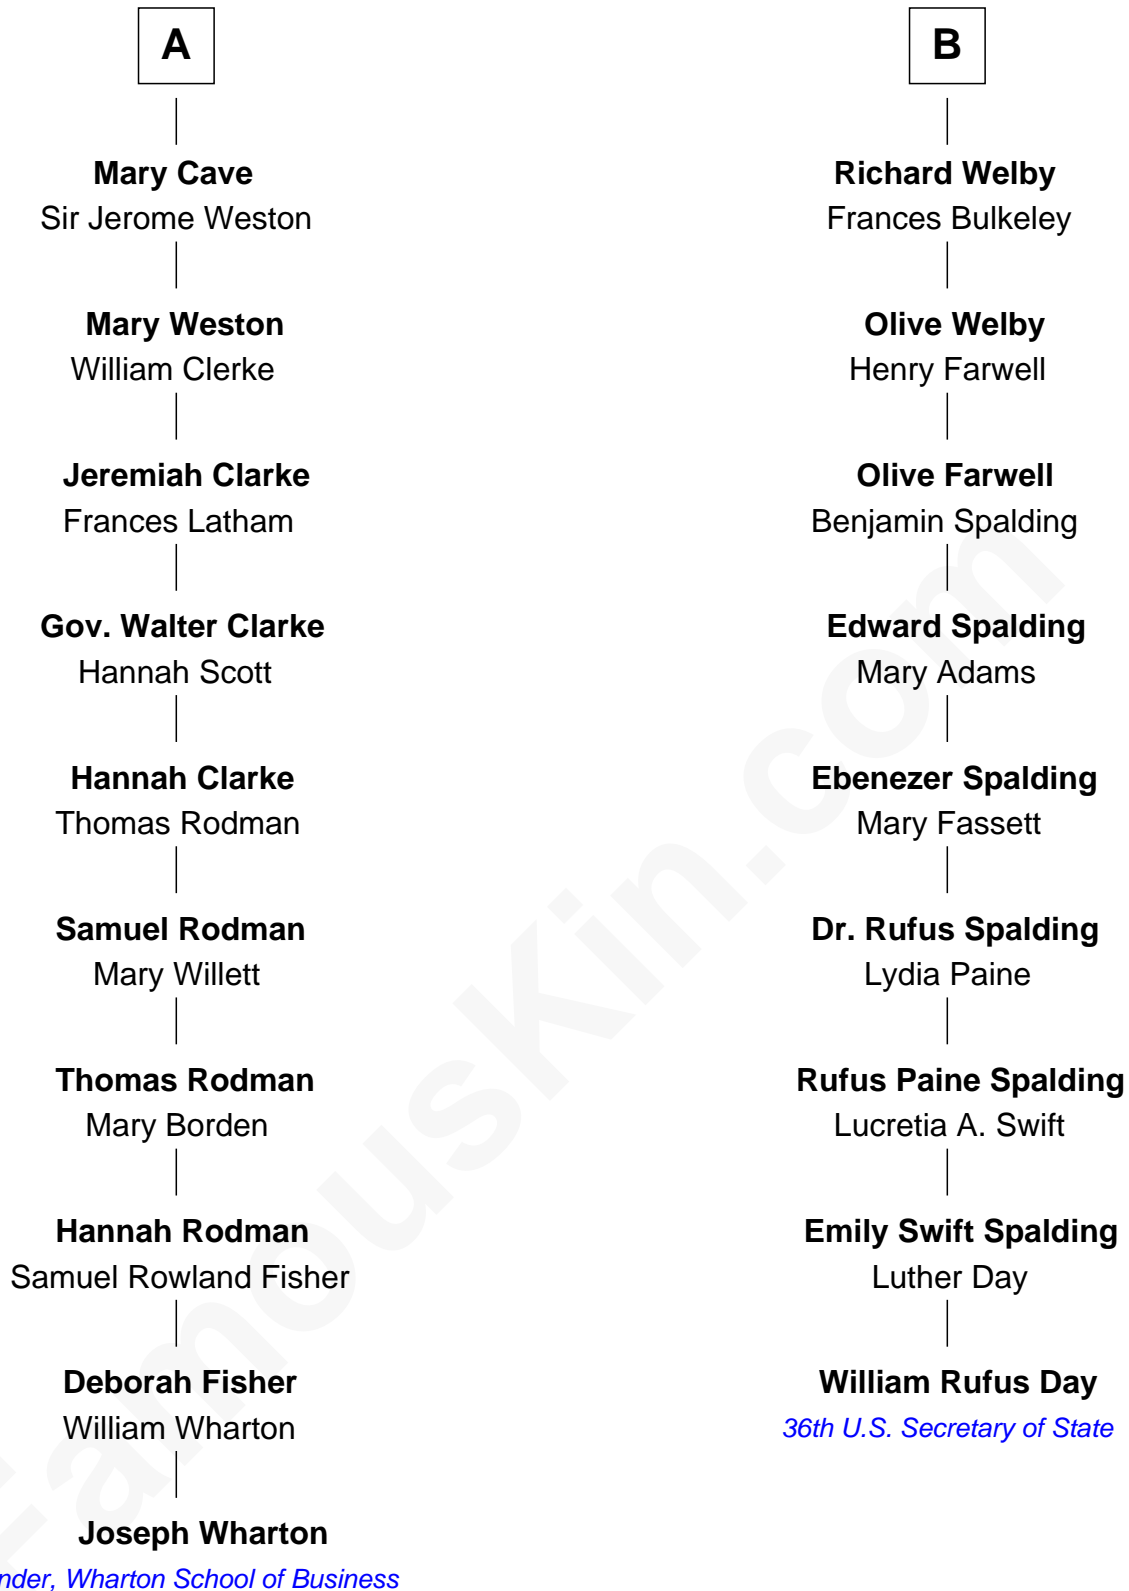 A
Mary Cave
Sir Jerome Weston
Mary Weston
William Clerke
Jeremiah Clarke
Frances Latham
Gov. Walter Clarke
Hannah Scott
Hannah Clarke
Thomas Rodman
Samuel Rodman
Mary Willett
Thomas Rodman
Mary Borden
Hannah Rodman
Samuel Rowland Fisher
Deborah Fisher
William Wharton
Joseph Wharton
nder, Wharton School of Business
B
Richard Welby
Frances Bulkeley
Olive Welby
Henry Farwell
Olive Farwell
Benjamin Spalding
Edward Spalding
Mary Adams
Ebenezer Spalding
Mary Fassett
Dr. Rufus Spalding
Lydia Paine
Rufus Paine Spalding
Lucretia A. Swift
Emily Swift Spalding
Luther Day
William Rufus Day
36th U.S. Secretary of State
FamousKin.com